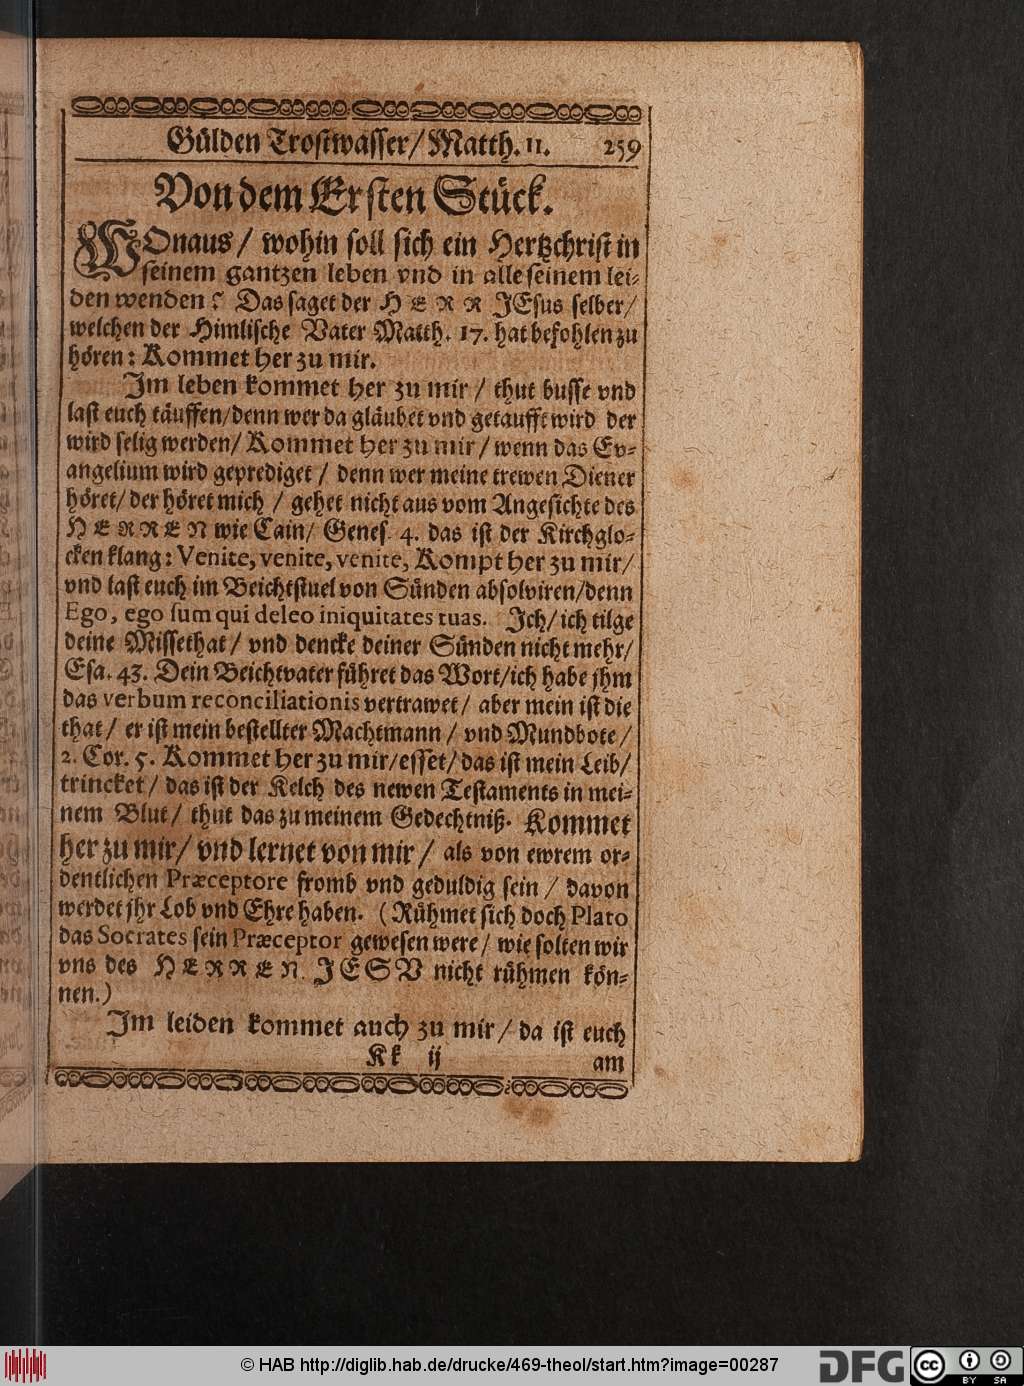 Gülden Trostwasser/Matth. 11. 259
Von dem Ersten Stück.
WOnaus/ wohin soll sich ein Hertzchrist in
seinem gantzen leben vnd in alle seinem lei-
den wenden? Das saget der HERR JEsus selber/
welchen der Himlische Vater Matth. 17. hat befohlen zu
hören: Kommet her zu mir.
Im leben kommet her zu mir/ thut busse vnd
last euch täuffen/denn wer da gläubet vnd getaufft wird der
wird selig werden/ Kommet her zu mir/ wenn das Ev-
angelium wird geprediget/ denn wer meine trewen Diener
höret/ der höret mich/ gehet nicht aus vom Angesichte des
HERREN wie Cain/ Genes. 4. das ist der Kirchglo-
cken klang: Venite, venite, venite, Kompt her zu mir/
vnd last euch im Beichtstuel von Sünden absolviren/denn
Ego, ego sum qui deleo iniquitates tuas. Ich/ ich tilge
deine Missethat/ vnd dencke deiner Sünden nicht mehr/
Esa. 43. Dein Beichtvater führet das Wort/ich habe jhm
das verbum reconciliationis vertrawet/ aber mein ist die
that/ er ist mein bestellter Machtmann/ vnd Mundbote/
2. Cor. 5. Kommet her zu mir/esset/ das ist mein Leib/
trincket/ das ist der Kelch des newen Testaments in mei-
nem Blut/ thut das zu meinem Gedechtniß. Kommet
her zu mir/ vnd lernet von mir/ als von ewrem or-
dentlichen Præceptore fromb vnd geduldig sein/ davon
werdet jhr Lob vnd Ehre haben. (Rühmet sich doch Plato
das Socrates sein Præceptor gewesen were/ wie solten wir
vns des HERREN JESV nicht rühmen kön-
nen.)
Im leiden kommet auch zu mir/ da ist euch
Kk ij am
© HAB http://diglib.hab.de/drucke/469-theol/start.htm?image=00287
DFG cc BY SA